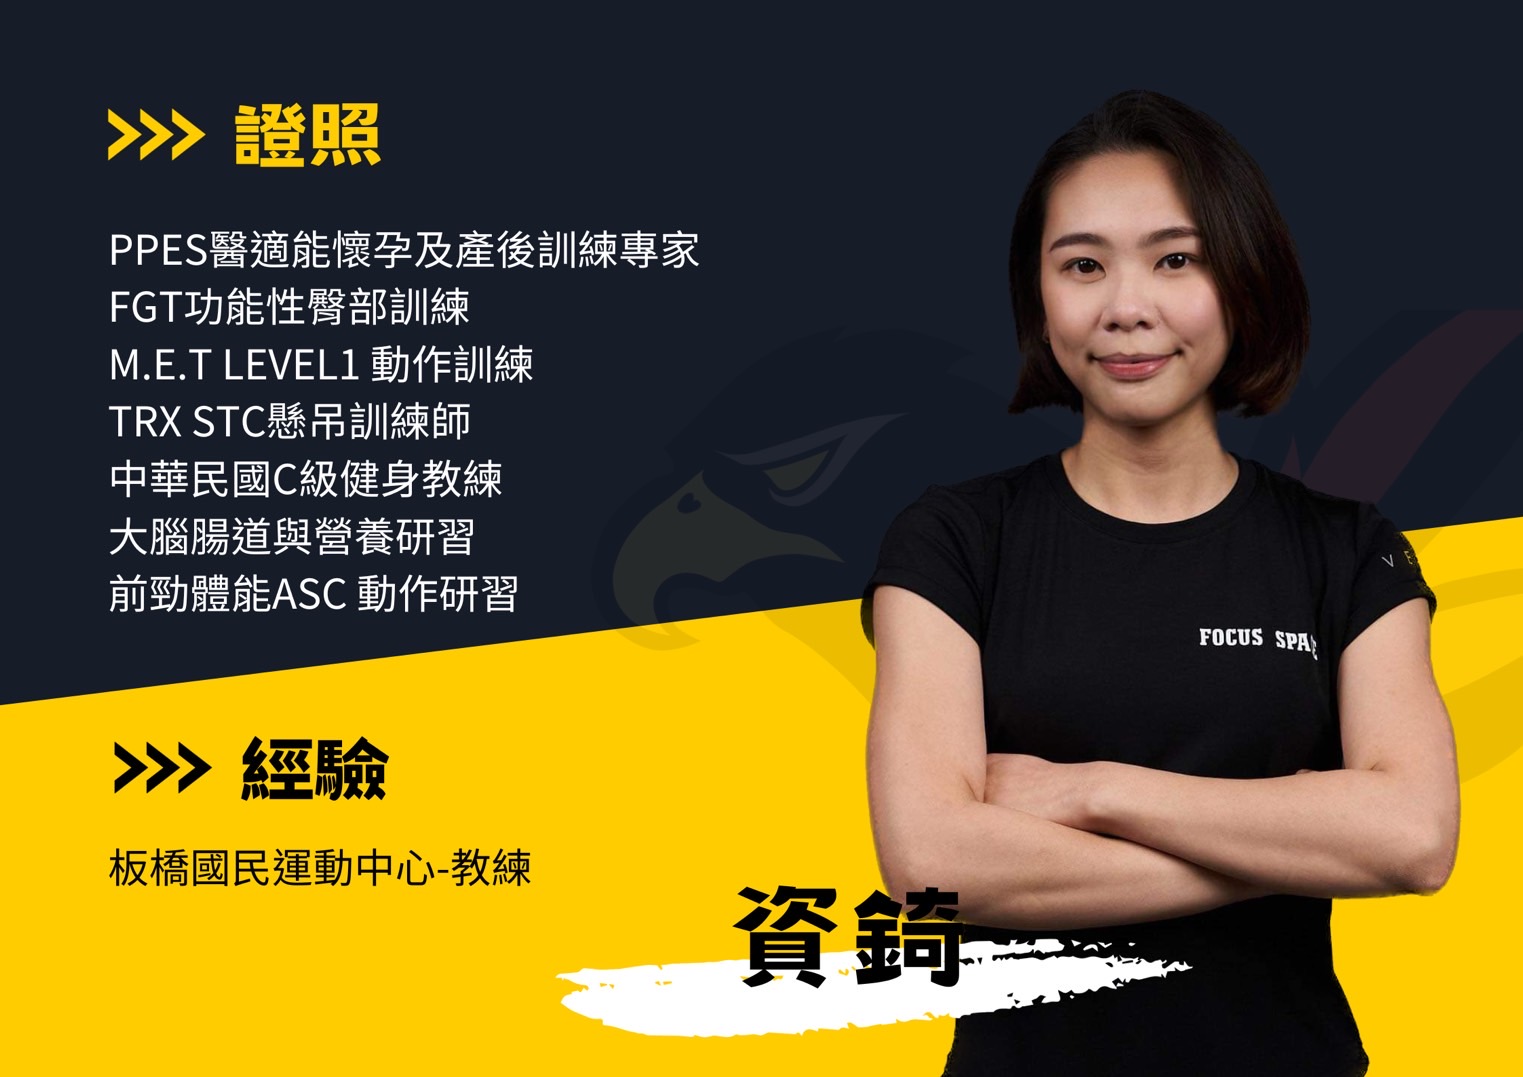 >>> 證照
PPES醫適能懷孕及產後訓練專家
FGT功能性臀部訓練
M.E.T LEVEL1 動作訓練
TRX STC懸吊訓練師
中華民國C級健身教練
大腦腸道與營養研習
前勁體能ASC 動作研習
>>> 經驗
板橋國民運動中心-教練
資錡
FOCUS SPACE